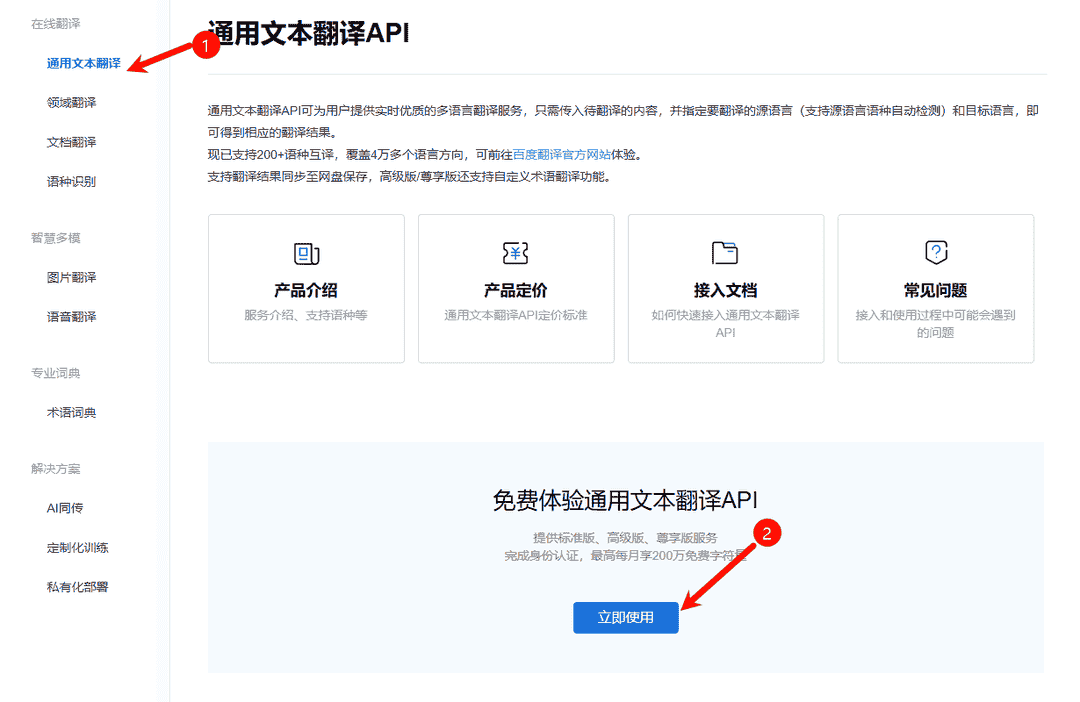 在线翻译
通用文本翻译
领域翻译
文档翻译
语种识别
智慧多模
图片翻译
语音翻译
专业词典
术语词典
解决方案
AI同传
定制化训练
私有化部署
1
通用文本翻译API
通用文本翻译API可为用户提供实时优质的多语言翻译服务，只需传入待翻译的内容，并指定要翻译的源语言（支持源语言语种自动检测）和目标语言，即
可得到相应的翻译结果。
现已支持200+语种互译，覆盖4万多个语言方向，可前往百度翻译官方网站体验。
支持翻译结果同步至网盘保存，高级版/尊享版还支持自定义术语翻译功能。
产品介绍
服务介绍、支持语种等
产品定价
通用文本翻译API定价标准
接入文档
如何快速接入通用文本翻译
API
常见问题
接入和使用过程中可能会遇到
的问题
免费体验通用文本翻译API
提供标准版、高级版、尊享版服务
完成身份认证，最高每月享200万免费字符量
2
立即使用